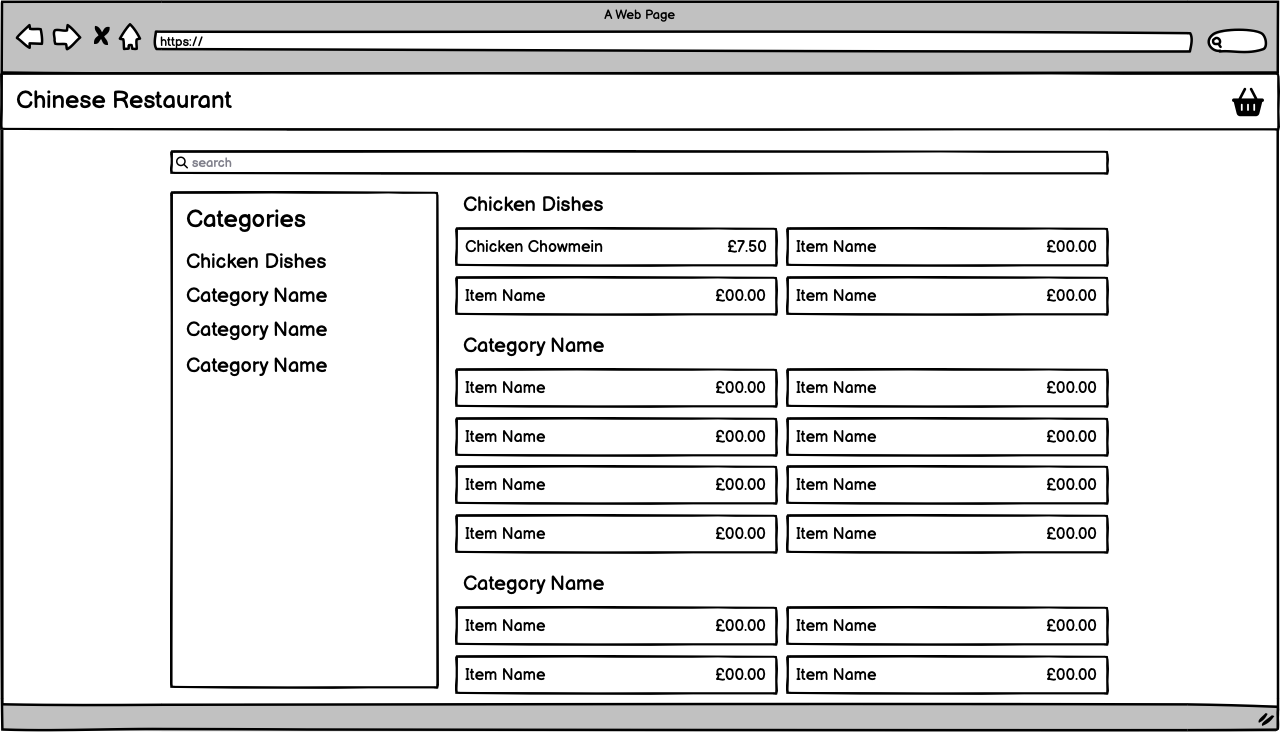 A Web Page
https://
Chinese Restaurant
search
Categories
Chicken Dishes
Category Name
Category Name
Category Name
Chicken Dishes
Chicken Chowmein £7.50 Item Name £00.00
Item Name £00.00 Item Name £00.00
Category Name
Item Name £00.00 Item Name £00.00
Item Name £00.00 Item Name £00.00
Item Name £00.00 Item Name £00.00
Item Name £00.00 Item Name £00.00
Category Name
Item Name £00.00 Item Name £00.00
Item Name £00.00 Item Name £00.00